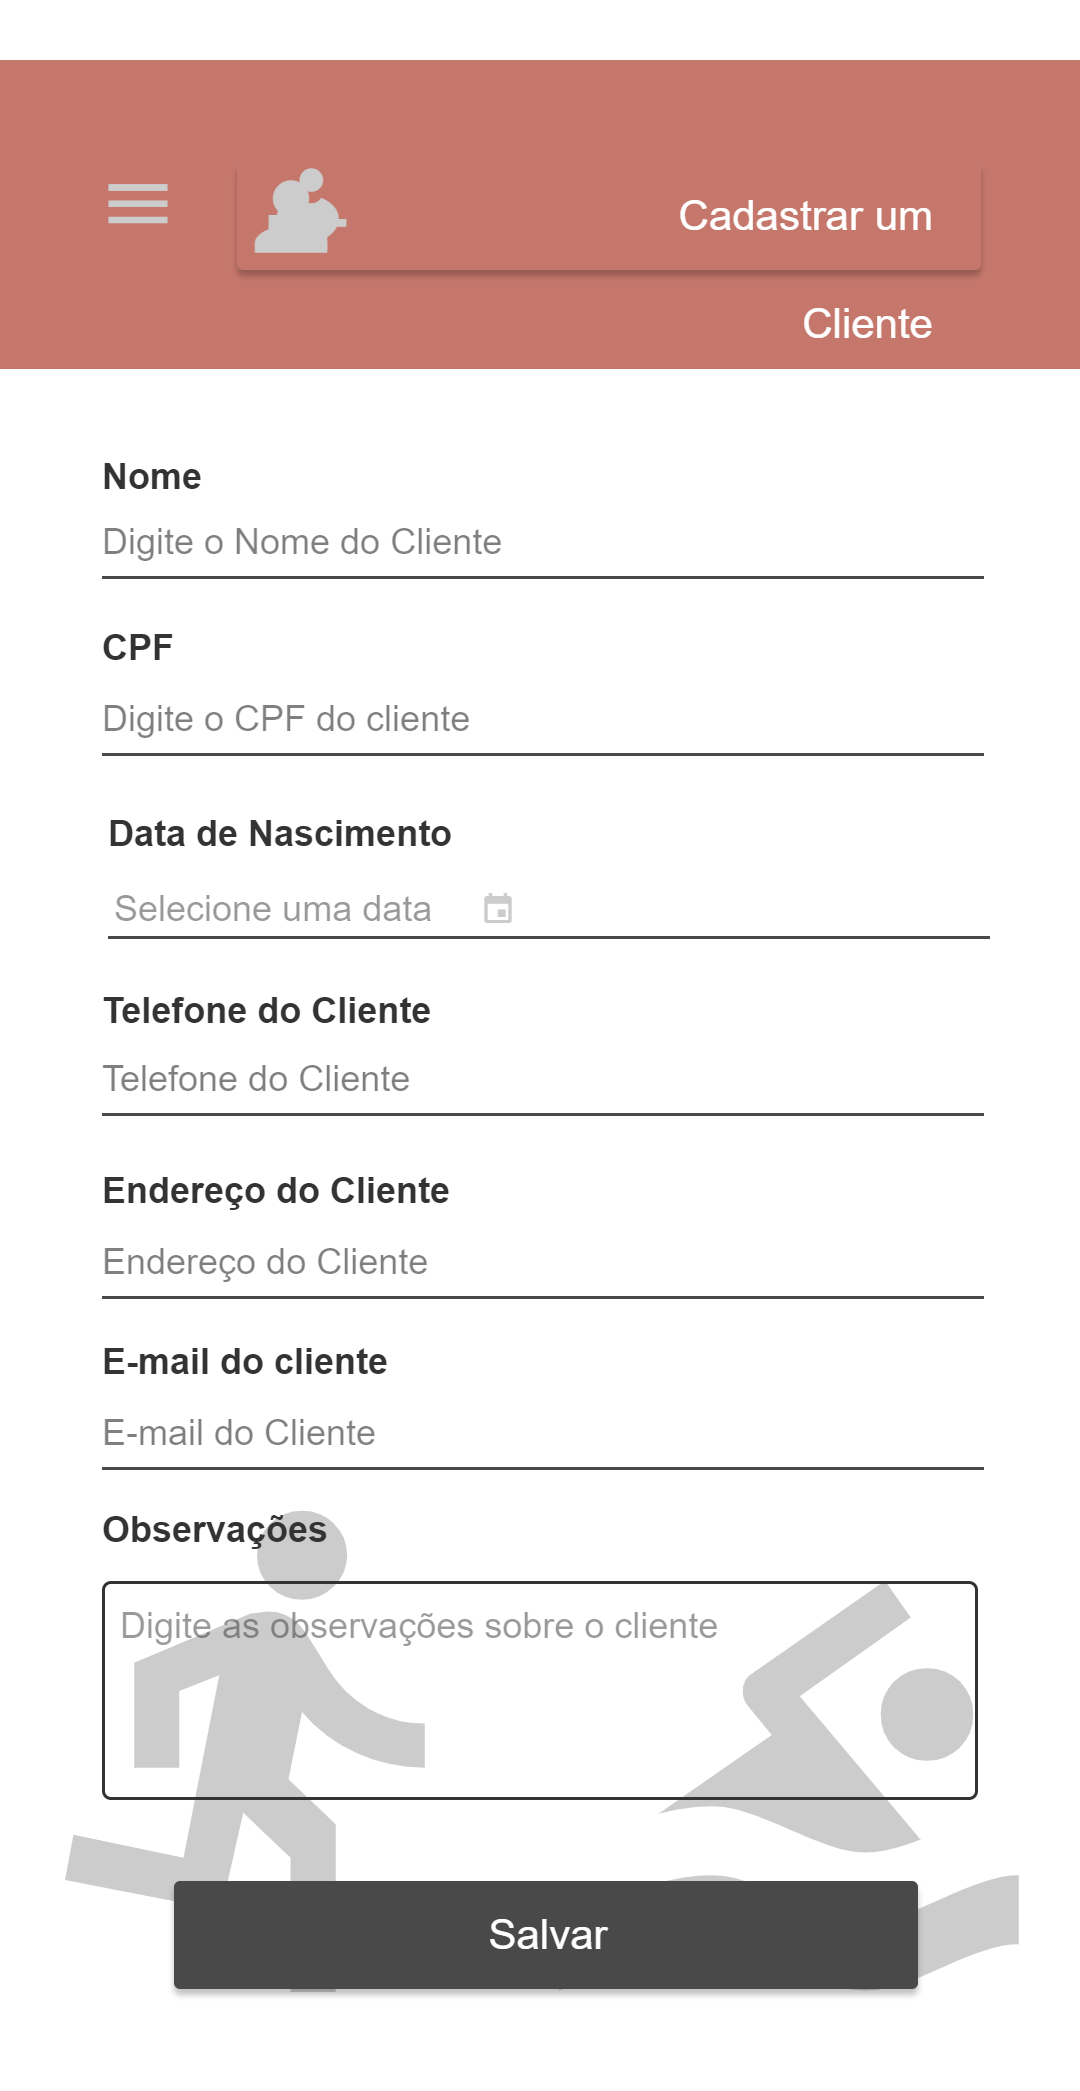 Cadastrar um
Cliente
Nome
Digite o Nome do Cliente
CPF
Digite o CPF do cliente
Data de Nascimento
Selecione uma data
Telefone do Cliente
Telefone do Cliente
Endereço do Cliente
Endereço do Cliente
E-mail do cliente
E-mail do Cliente
Observações
Digite as observações sobre o cliente
Salvar